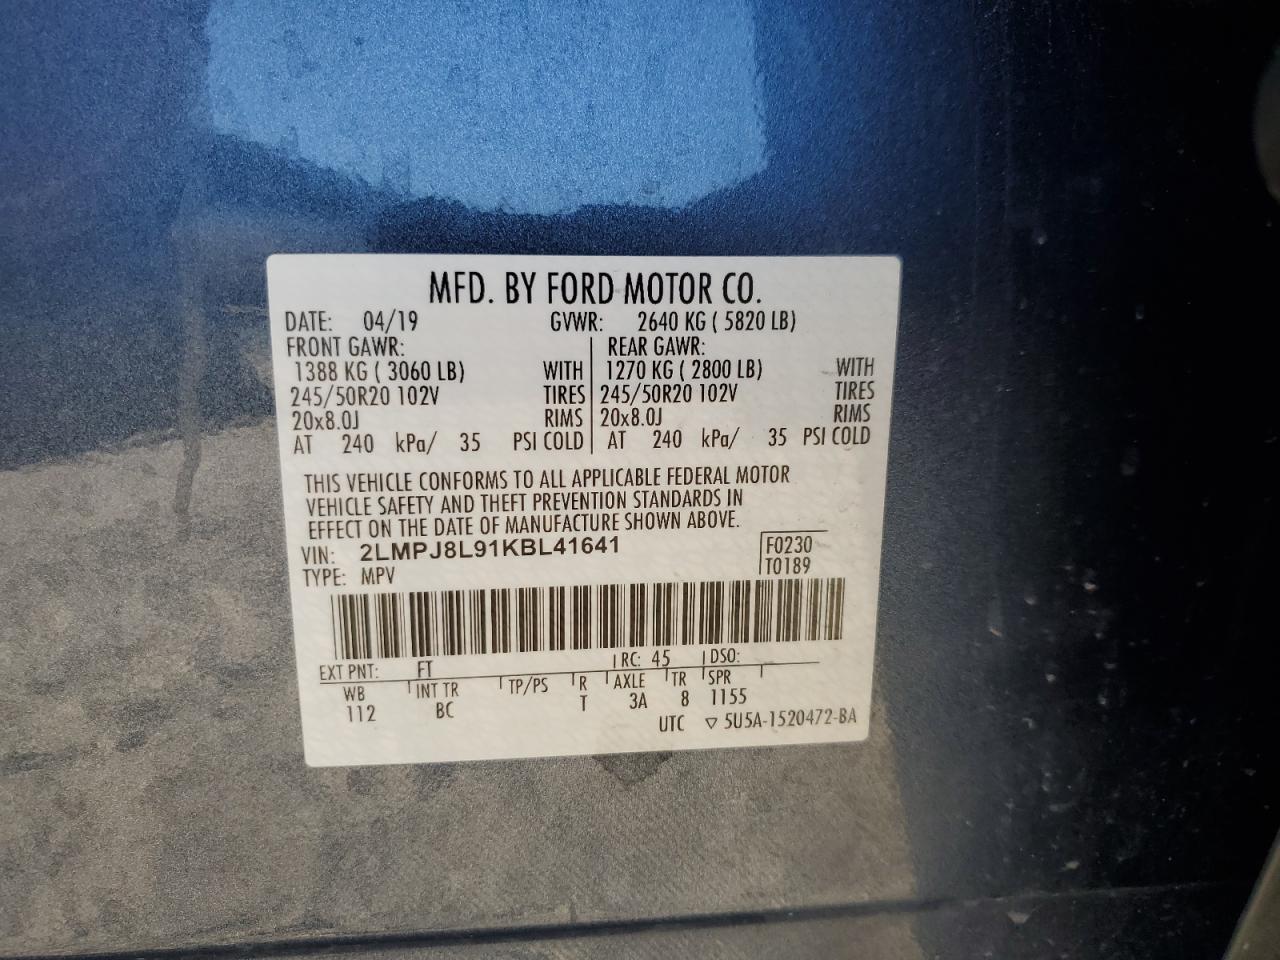 MFD. BY FORD MOTOR CO.
DATE: 04/19 GVWR: 2640 KG ( 5820 LB)
FRONT GAWR: REAR GAWR:
1388 KG ( 3060 LB) WITH 1270 KG ( 2800 LB) WITH
245/50R20 102V TIRES 245/50R20 102V TIRES
20x8.0J RIMS 20x8.0J RIMS
AT 240 kPa/ 35 PSI COLD AT 240 kPa/ 35 PSI COLD
THIS VEHICLE CONFORMS TO ALL APPLICABLE FEDERAL MOTOR
VEHICLE SAFETY AND THEFT PREVENTION STANDARDS IN
EFFECT ON THE DATE OF MANUFACTURE SHOWN ABOVE.
VIN: 2LMPJ8L91KBL41641 F0230
TYPE: MPV T0189
EXT PNT: FT RC: 45 DSO:
WB INT TR TP/PS R AXLE TR SPR
112 BC T 3A 8 1155
UTC ▽ 5U5A-1520472-BA